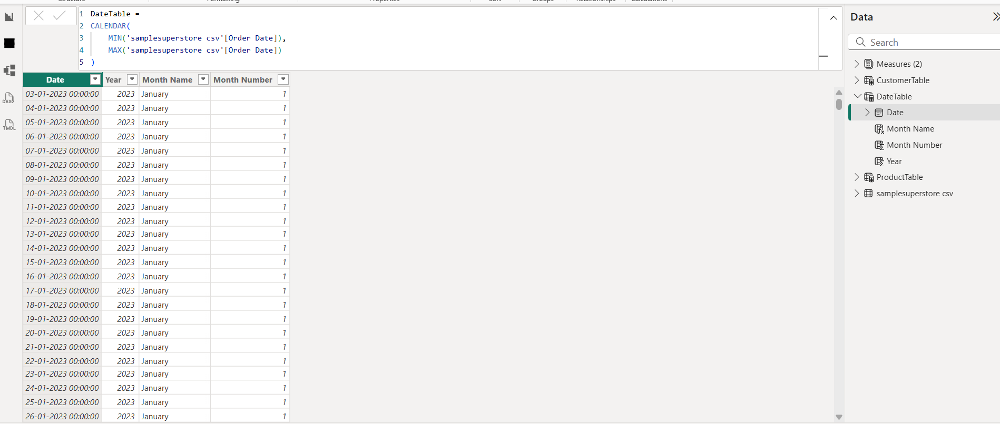 Structure Formatting Properties Sort Groups Relationships Calculations
1 DateTable =
2 CALENDAR(
3 MIN('samplesuperstore csv'[Order Date]),
4 MAX('samplesuperstore csv'[Order Date])
5 )
DAX
TMDL
Date Year Month Name Month Number
03-01-2023 00:00:00 2023 January 1
04-01-2023 00:00:00 2023 January 1
05-01-2023 00:00:00 2023 January 1
06-01-2023 00:00:00 2023 January 1
07-01-2023 00:00:00 2023 January 1
08-01-2023 00:00:00 2023 January 1
09-01-2023 00:00:00 2023 January 1
10-01-2023 00:00:00 2023 January 1
11-01-2023 00:00:00 2023 January 1
12-01-2023 00:00:00 2023 January 1
13-01-2023 00:00:00 2023 January 1
14-01-2023 00:00:00 2023 January 1
15-01-2023 00:00:00 2023 January 1
16-01-2023 00:00:00 2023 January 1
17-01-2023 00:00:00 2023 January 1
18-01-2023 00:00:00 2023 January 1
19-01-2023 00:00:00 2023 January 1
20-01-2023 00:00:00 2023 January 1
21-01-2023 00:00:00 2023 January 1
22-01-2023 00:00:00 2023 January 1
23-01-2023 00:00:00 2023 January 1
24-01-2023 00:00:00 2023 January 1
25-01-2023 00:00:00 2023 January 1
26-01-2023 00:00:00 2023 January 1
Data
Search
Measures (2)
CustomerTable
DateTable
Date
Month Name
Month Number
Year
ProductTable
samplesuperstore csv